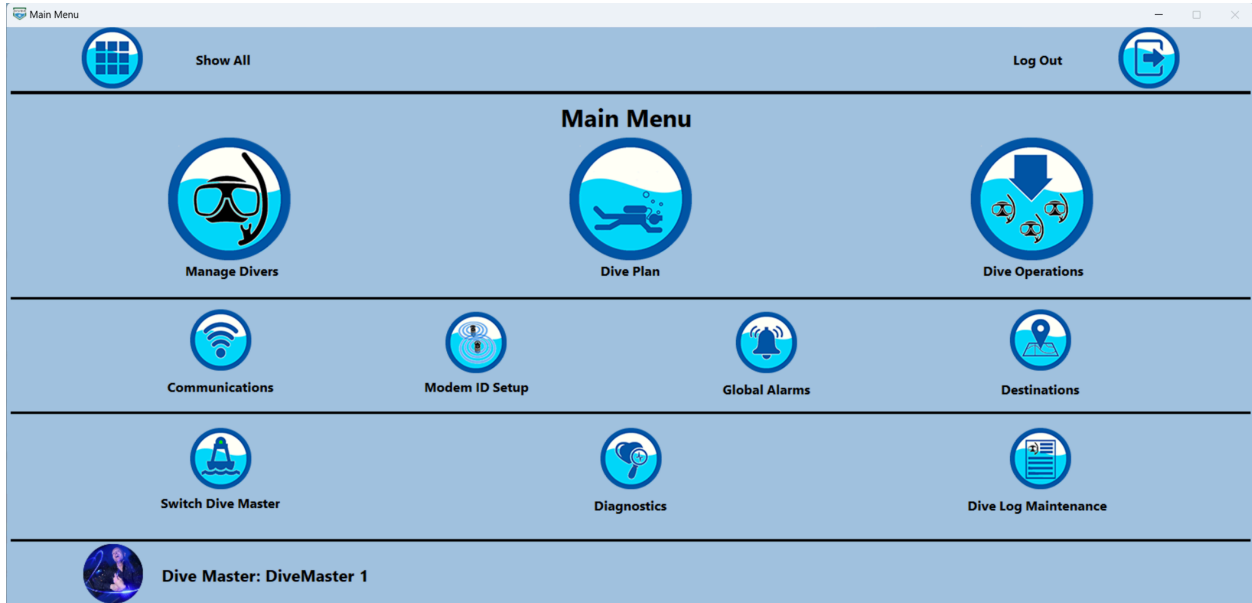 Main Menu
Show All
Log Out
Main Menu
Manage Divers
Dive Plan
Dive Operations
Communications
Modem ID Setup
Global Alarms
Destinations
Switch Dive Master
Diagnostics
Dive Log Maintenance
Dive Master: DiveMaster 1